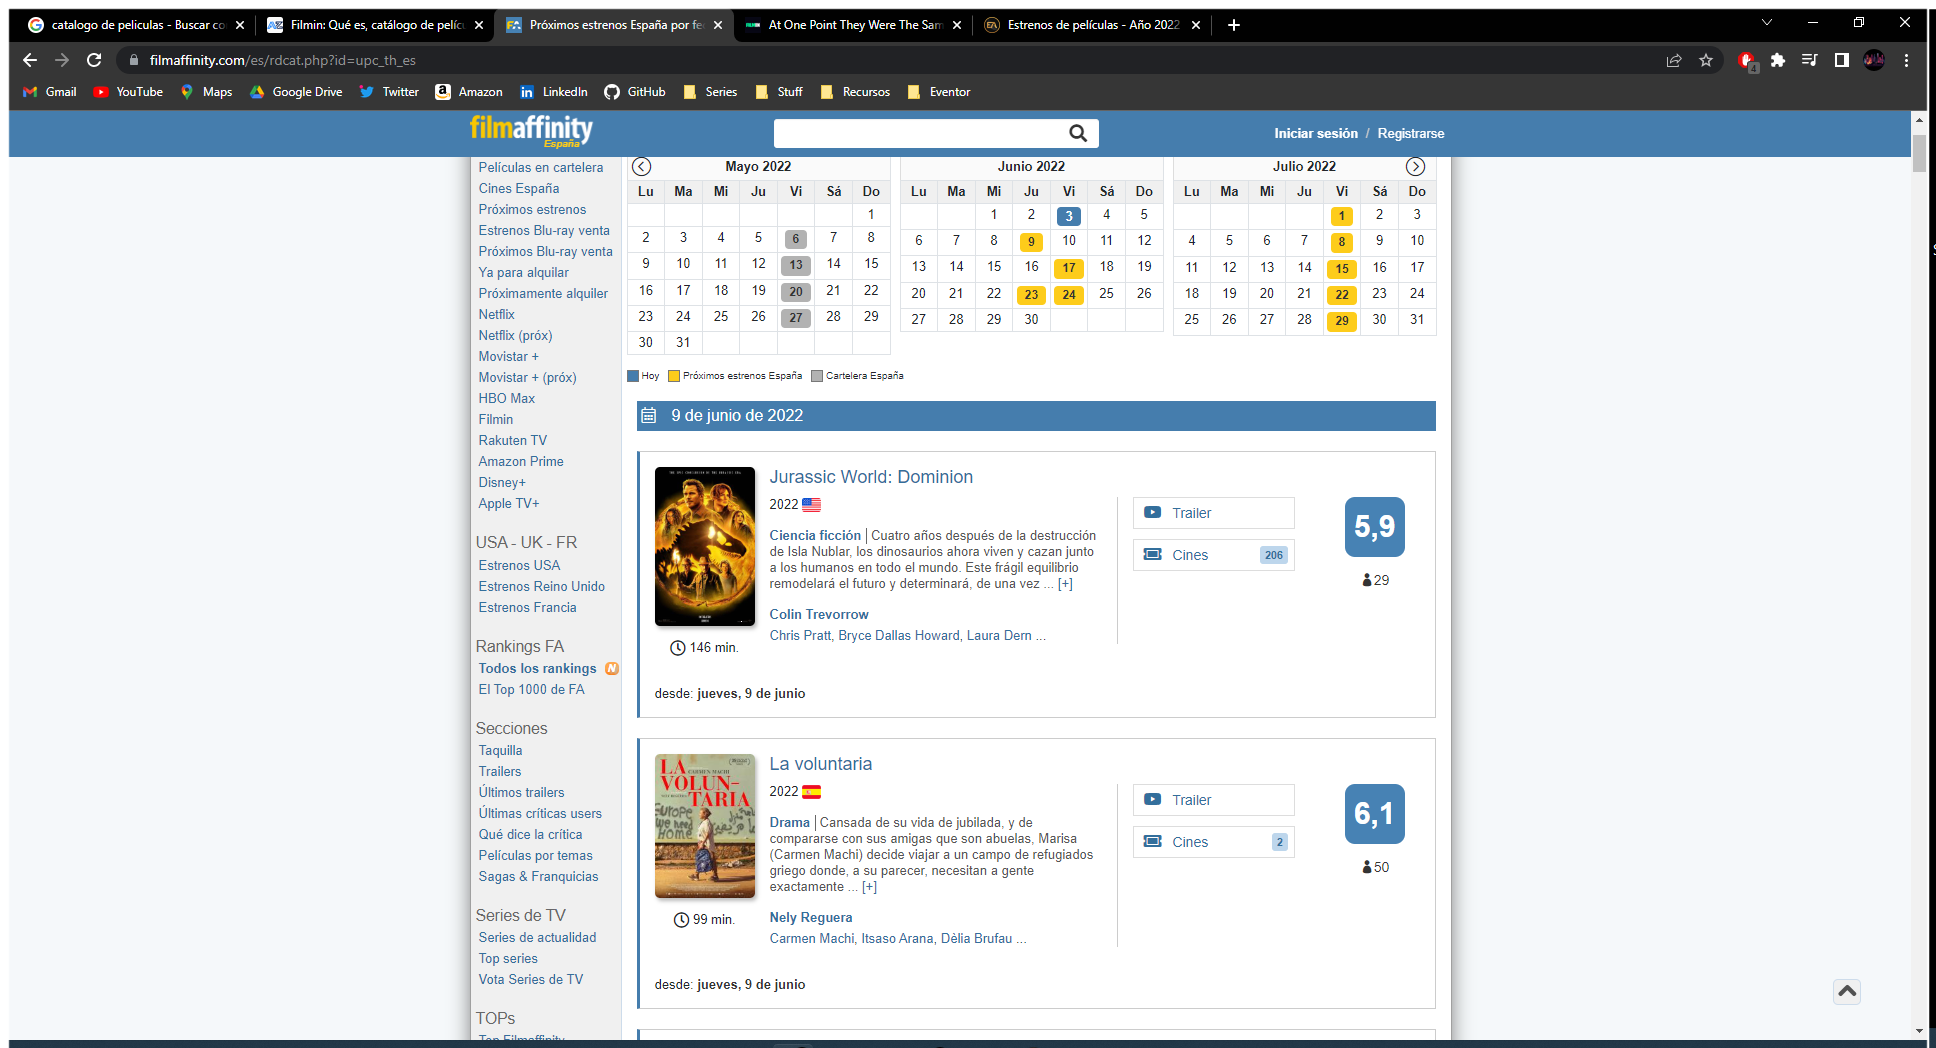 catalogo de peliculas - Buscar co
Filmin: Qué es, catálogo de pelícu
Próximos estrenos España por fe
At One Point They Were The Sam
Estrenos de películas - Año 2022
filmaffinity.com/es/rdcat.php?id=upc_th_es
4
Gmail YouTube Maps Google Drive Twitter Amazon LinkedIn GitHub Series Stuff Recursos Eventor
filmaffinity
España
Iniciar sesión / Registrarse
Películas en cartelera
Cines España
Próximos estrenos
Estrenos Blu-ray venta
Próximos Blu-ray venta
Ya para alquilar
Próximamente alquiler
Netflix
Netflix (próx)
Movistar +
Movistar + (próx)
HBO Max
Filmin
Rakuten TV
Amazon Prime
Disney+
Apple TV+
USA - UK - FR
Estrenos USA
Estrenos Reino Unido
Estrenos Francia
Rankings FA
Todos los rankings N
El Top 1000 de FA
Secciones
Taquilla
Trailers
Últimos trailers
Últimas críticas users
Qué dice la crítica
Películas por temas
Sagas & Franquicias
Series de TV
Series de actualidad
Top series
Vota Series de TV
TOPs
Top Filmaffinity
Mayo 2022
Lu Ma Mi Ju Vi Sá Do
1
2 3 4 5 6 7 8
9 10 11 12 13 14 15
16 17 18 19 20 21 22
23 24 25 26 27 28 29
30 31
Junio 2022
Lu Ma Mi Ju Vi Sá Do
1 2 3 4 5
6 7 8 9 10 11 12
13 14 15 16 17 18 19
20 21 22 23 24 25 26
27 28 29 30
Julio 2022
Lu Ma Mi Ju Vi Sá Do
1 2 3
4 5 6 7 8 9 10
11 12 13 14 15 16 17
18 19 20 21 22 23 24
25 26 27 28 29 30 31
Hoy Próximos estrenos España Cartelera España
9 de junio de 2022
Jurassic World: Dominion
2022
Ciencia ficción | Cuatro años después de la destrucción
de Isla Nublar, los dinosaurios ahora viven y cazan junto
a los humanos en todo el mundo. Este frágil equilibrio
remodelará el futuro y determinará, de una vez ... [+]
Colin Trevorrow
Chris Pratt, Bryce Dallas Howard, Laura Dern ...
146 min.
Trailer
Cines 206
5,9
29
desde: jueves, 9 de junio
LA
CARMEN MACHI
VOLUN-
TARIA
EUROPE
WE NEED
HOME
La voluntaria
2022
Drama | Cansada de su vida de jubilada, y de
compararse con sus amigas que son abuelas, Marisa
(Carmen Machi) decide viajar a un campo de refugiados
griego donde, a su parecer, necesitan a gente
exactamente ... [+]
Nely Reguera
Carmen Machi, Itsaso Arana, Dèlia Brufau ...
99 min.
Trailer
Cines 2
6,1
50
desde: jueves, 9 de junio